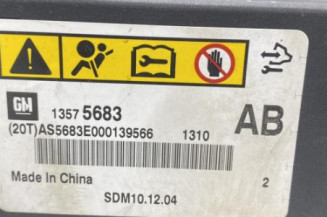 GM
1357 5683
(20T)AS5683E000139566 1310
AB
Made In China
2
SDM10.12.04